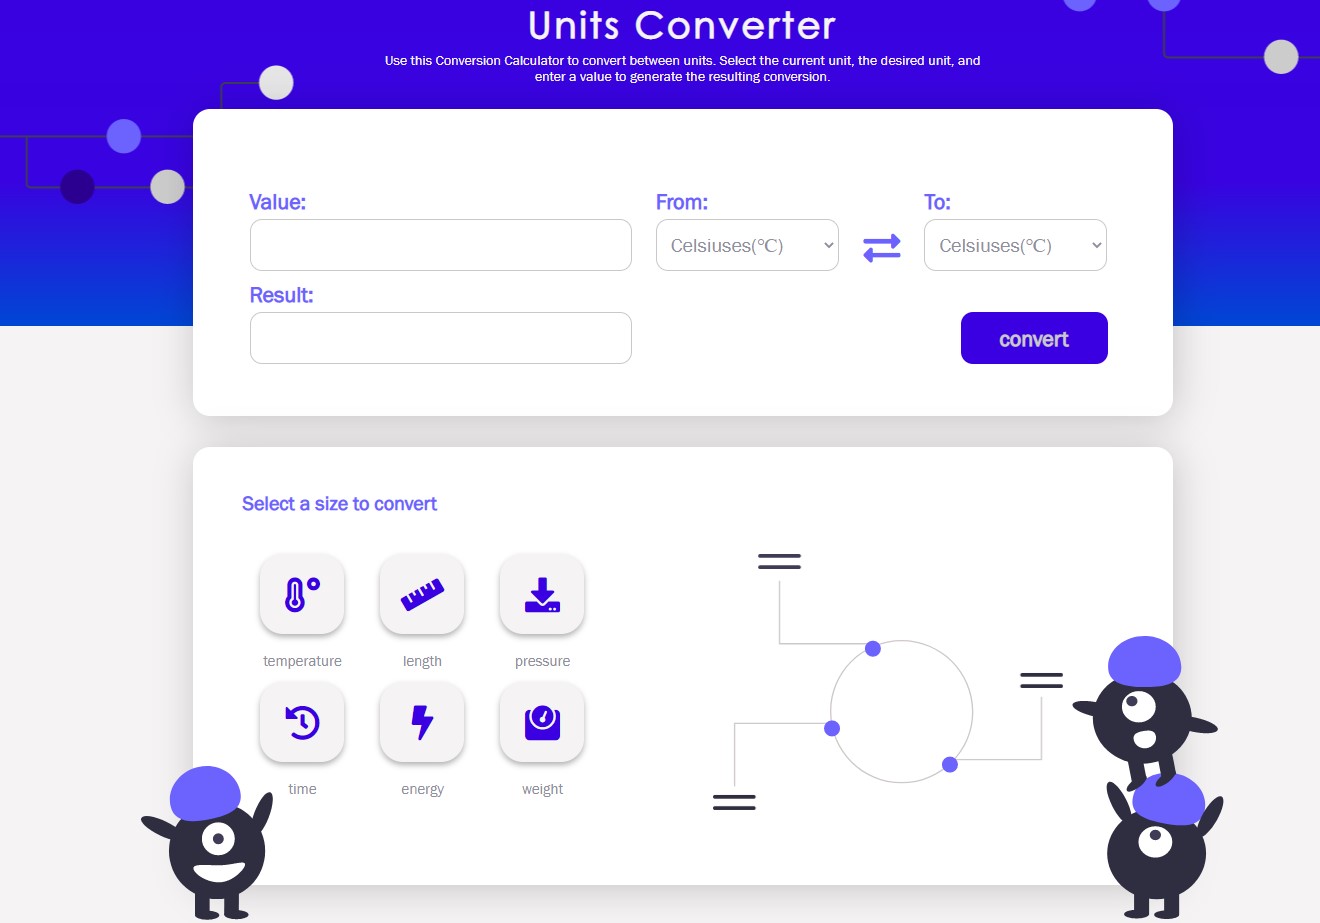 Units Converter
Use this Conversion Calculator to convert between units. Select the current unit, the desired unit, and
enter a value to generate the resulting conversion.
Value:
From:
To:
Celsiuses(℃)
Celsiuses(℃)
Result:
convert
Select a size to convert
temperature
length
pressure
time
energy
weight